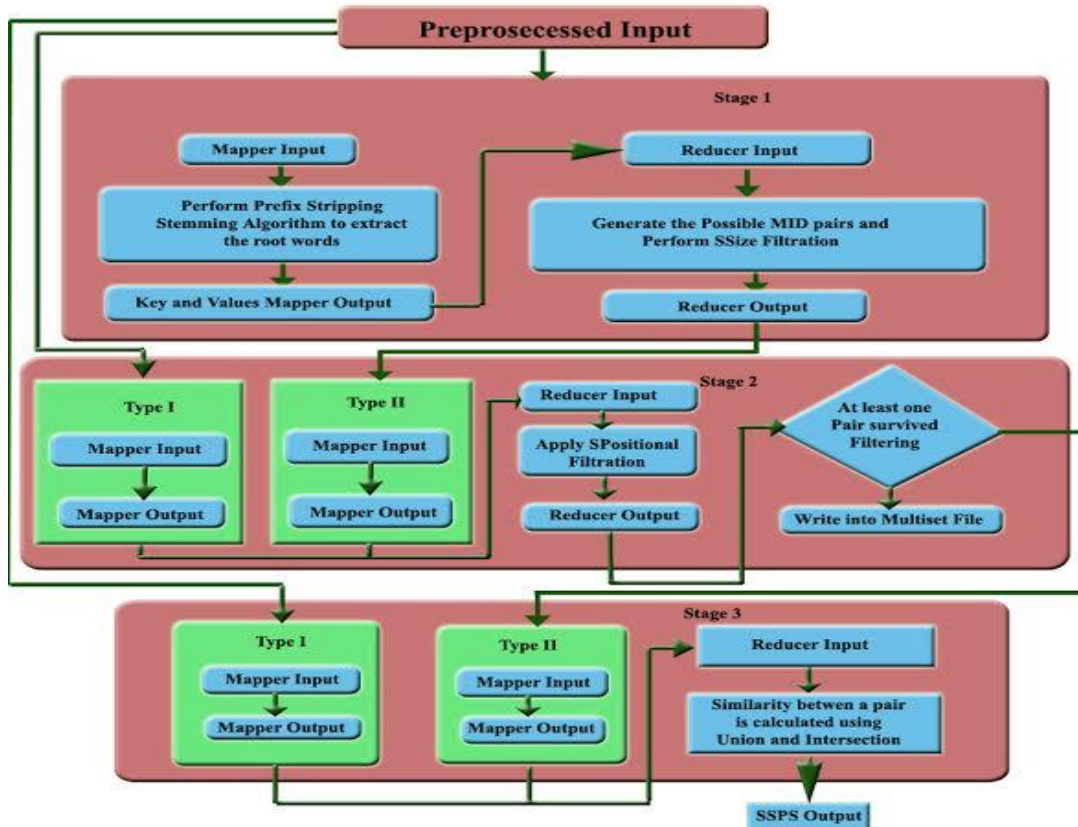 Preprosecessed Input
Stage 1
Mapper Input
Perform Prefix Stripping
Stemming Algorithm to extract
the root words
Key and Values Mapper Output
Reducer Input
Generate the Possible MID pairs and
Perform SSize Filtration
Reducer Output
Stage 2
Type I
Mapper Input
Mapper Output
Type II
Mapper Input
Mapper Output
Reducer Input
Apply SPositional
Filtration
Reducer Output
At least one
Pair survived
Filtering
Write into Multiset File
Stage 3
Type I
Mapper Input
Mapper Output
Type II
Mapper Input
Mapper Output
Reducer Input
Similarity betwen a pair
is calculated using
Union and Intersection
SSPS Output